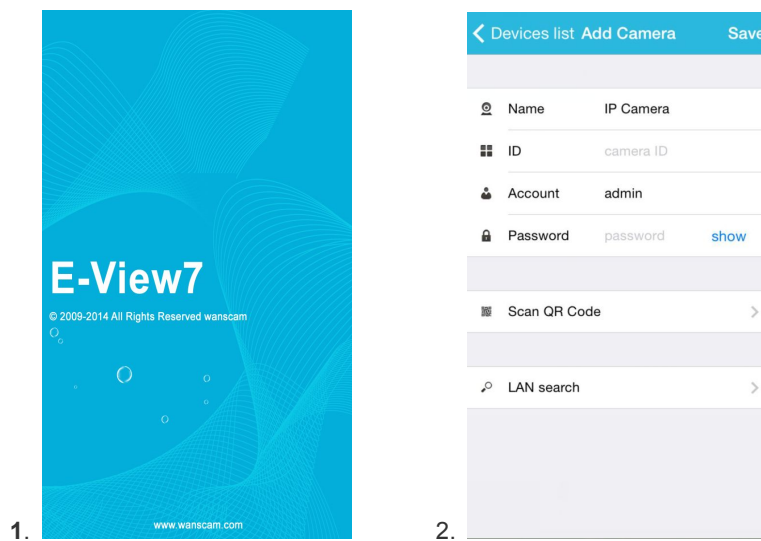 E-View7
© 2009-2014 All Rights Reserved wanscam
www.wanscam.com
1.
Devices list Add Camera Save
Name IP Camera
ID camera ID
Account admin
Password password show
Scan QR Code
LAN search
2.